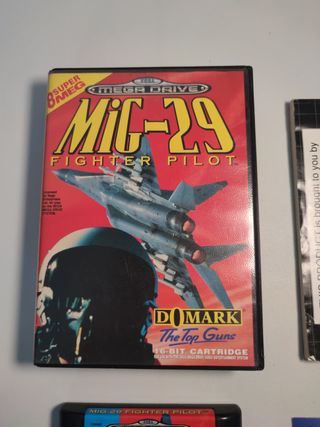 8 SUPER
MEG
SEGA
MEGA DRIVE
MiG-29
FIGHTER PILOT
DOMARK
The Top Guns
16-BIT CARTRIDGE
MiG-29 FIGHTER PILOT
PRODUCT is brought to you by